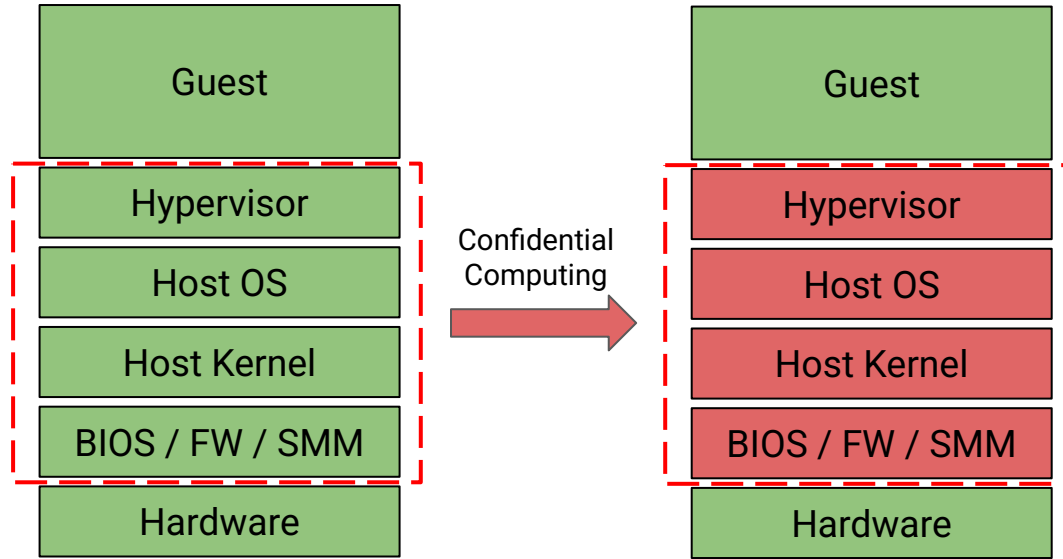 Guest
Hypervisor
Host OS
Host Kernel
BIOS / FW / SMM
Hardware
Confidential
Computing
Guest
Hypervisor
Host OS
Host Kernel
BIOS / FW / SMM
Hardware